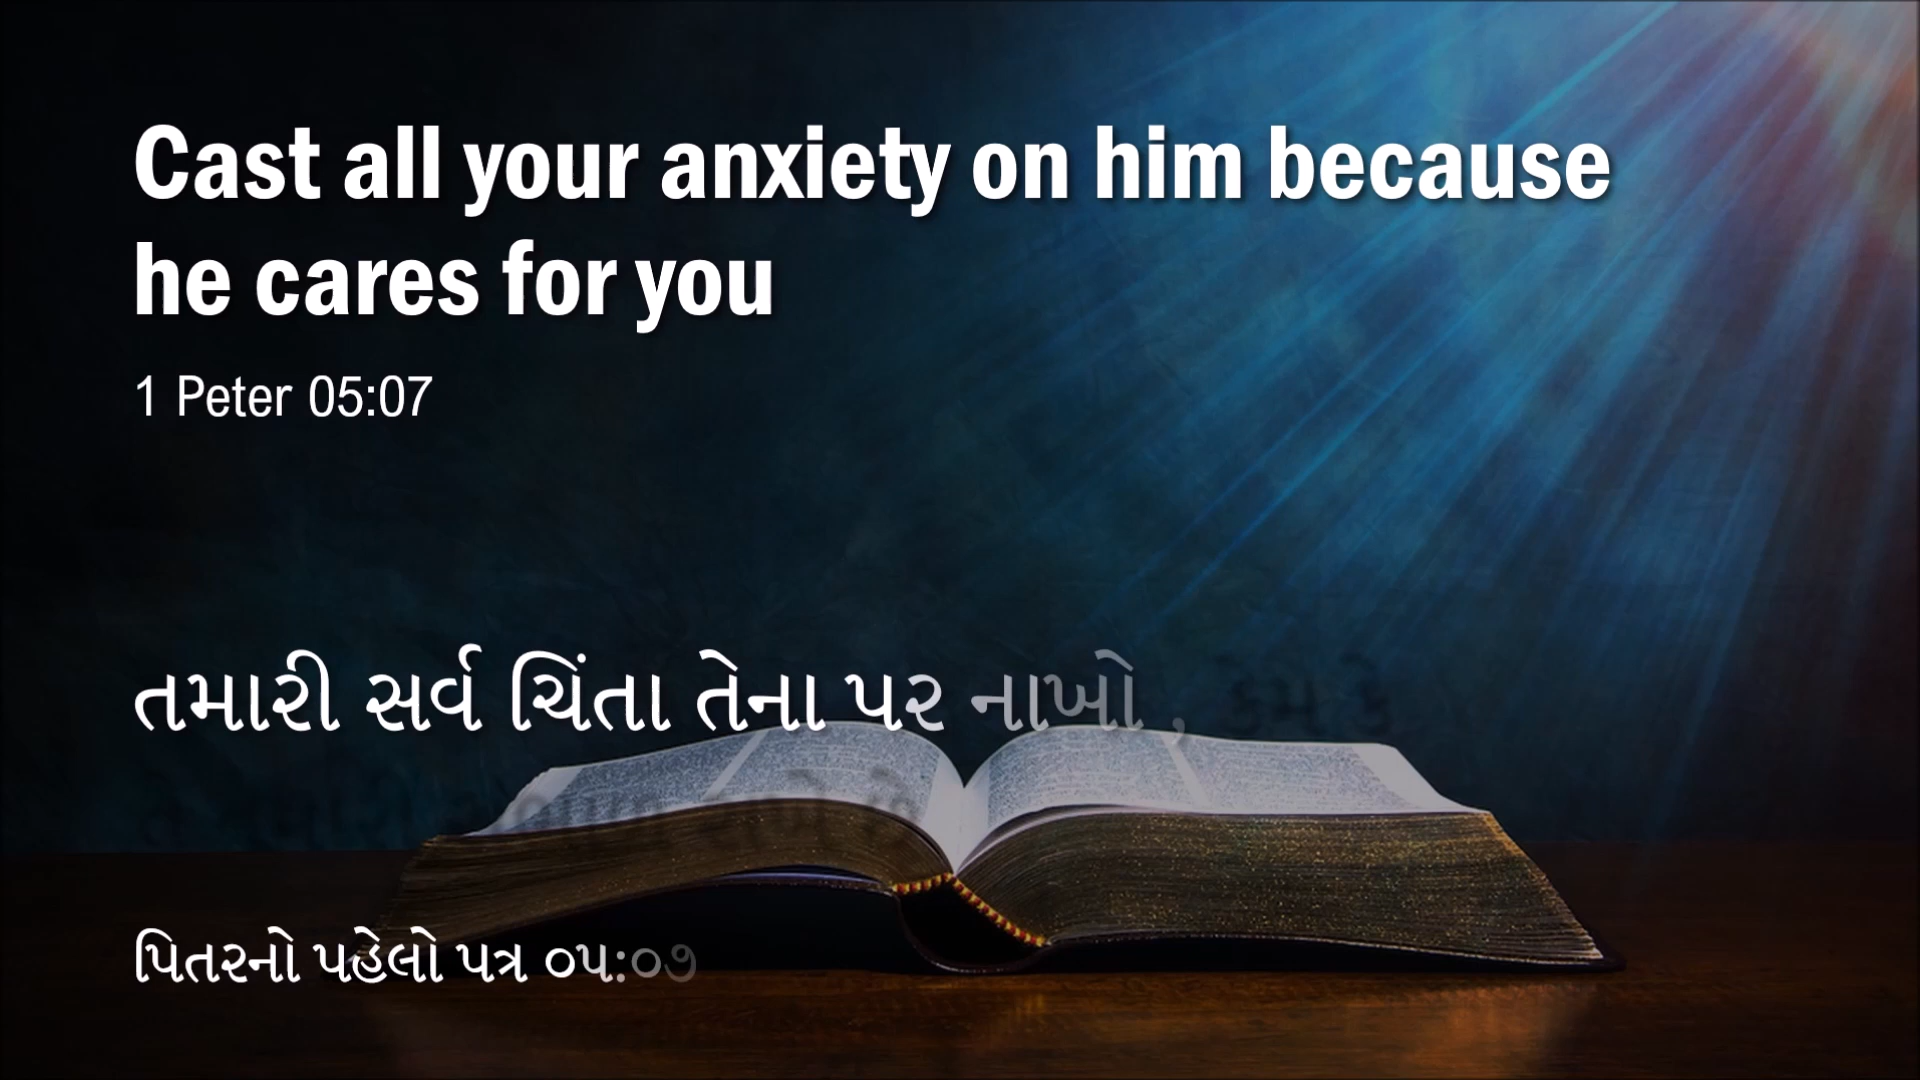 Cast all your anxiety on him because
he cares for you
1 Peter 05:07
તમારી સર્વ ચિંતા તેના પર નાખો , કેમ કે
પિતરનો પહેલો પત્ર ૦૫:૦૭